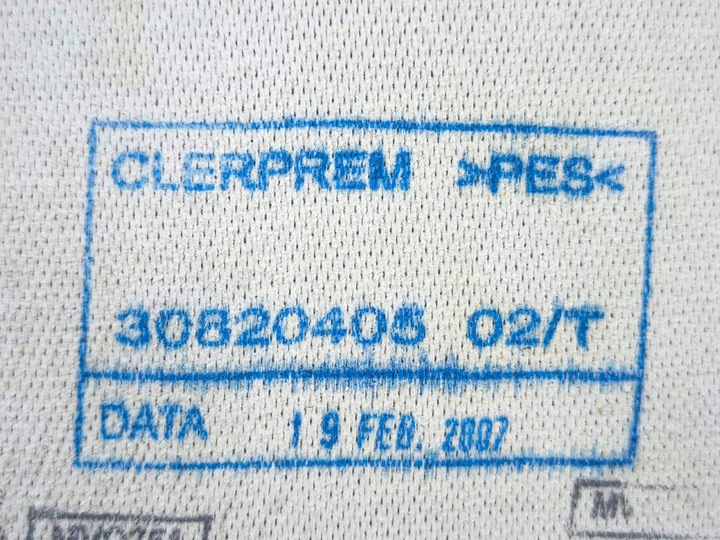 CLERPREM >PES<
30820405 02/T
DATA 19 FEB. 2007